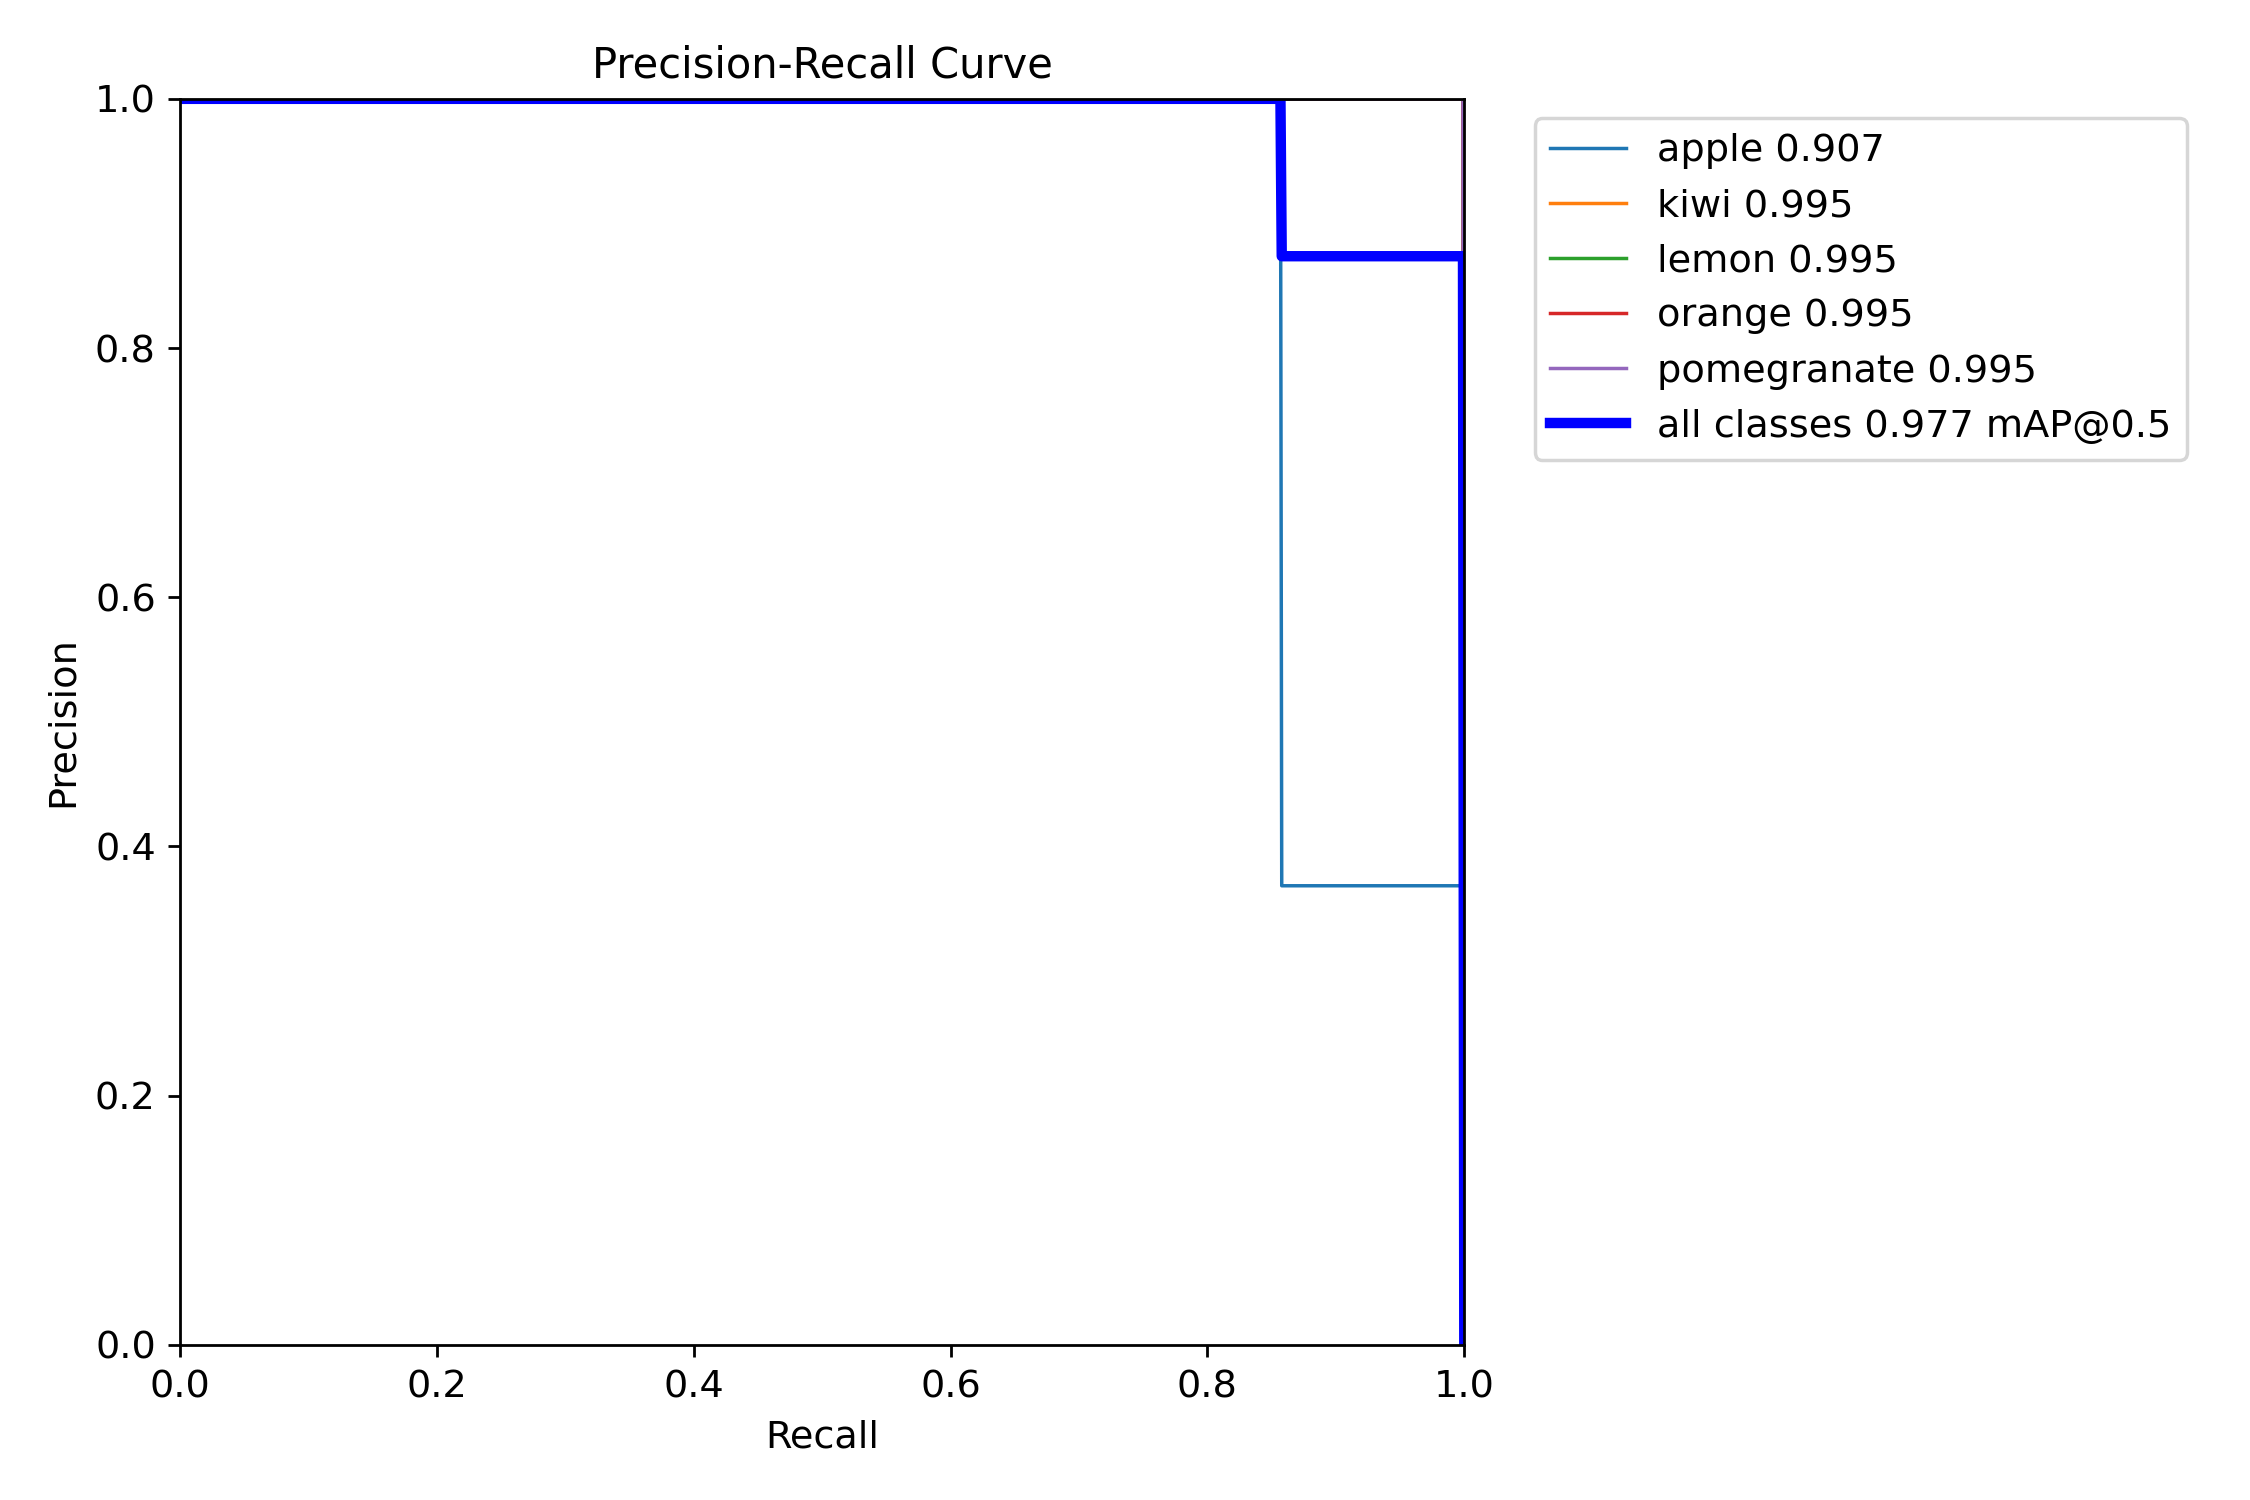 Precision-Recall Curve
1.0
0.8
0.6
0.4
0.2
0.0
Precision
0.0 0.2 0.4 0.6 0.8 1.0
Recall
apple 0.907
kiwi 0.995
lemon 0.995
orange 0.995
pomegranate 0.995
all classes 0.977 mAP@0.5